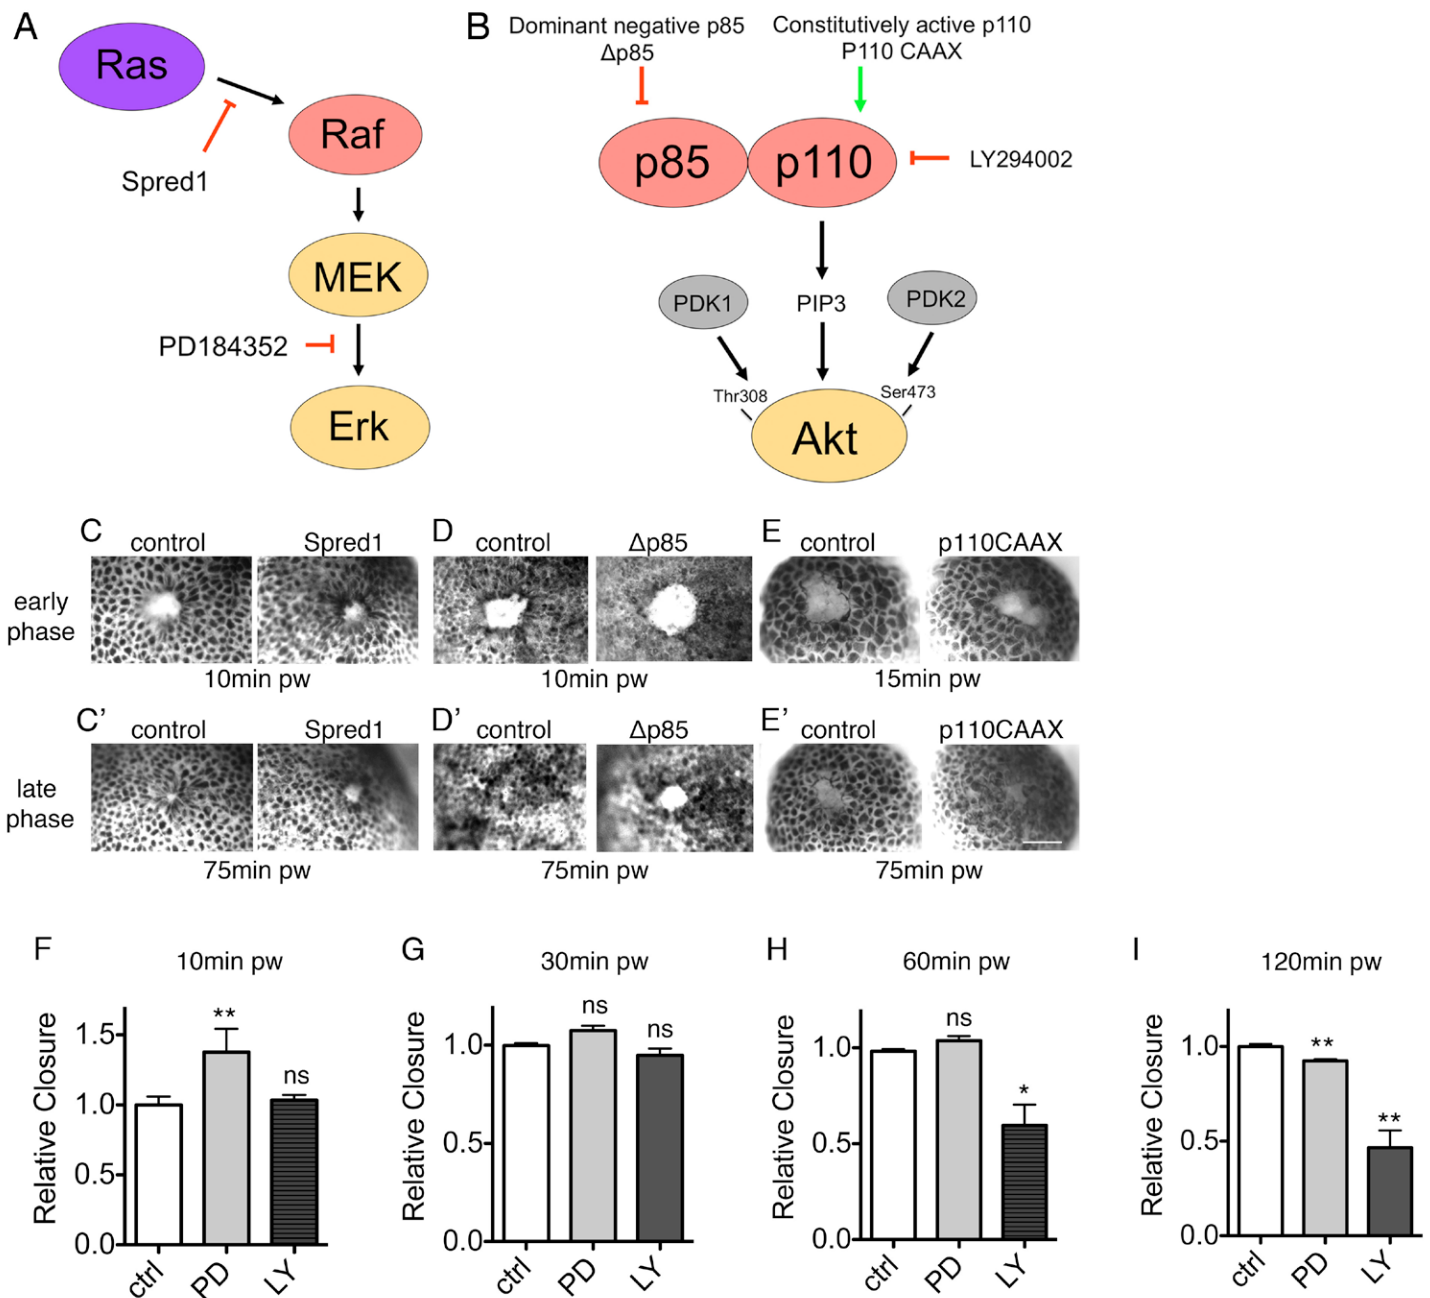 A
Ras
Raf
Spred1
MEK
PD184352
Erk
B
Dominant negative p85
Δp85
Constitutively active p110
P110 CAAX
p85
p110
LY294002
PDK1
PIP3
PDK2
Thr308
Ser473
Akt
C
control
Spred1
D
control
Δp85
E
control
p110CAAX
early
phase
10min pw
10min pw
15min pw
C'
control
Spred1
D'
control
Δp85
E'
control
p110CAAX
late
phase
75min pw
75min pw
75min pw
F
10min pw
Relative Closure
1.5
1.0
0.5
0.0
**
ns
ctrl
PD
LY
G
30min pw
Relative Closure
1.0
0.5
0.0
ns
ns
ctrl
PD
LY
H
60min pw
Relative Closure
1.0
0.5
0.0
ns
*
ctrl
PD
LY
I
120min pw
Relative Closure
1.0
0.5
0.0
**
**
ctrl
PD
LY